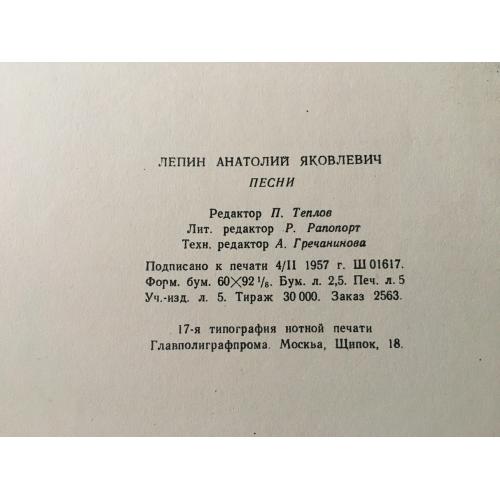 ЛЕПИН АНАТОЛИЙ ЯКОВЛЕВИЧ
ПЕСНИ
Редактор П. Теплов
Лит. редактор Р. Рапопорт
Техн. редактор А. Гречанинова
Подписано к печати 4/II 1957 г. Ш 01617.
Форм. бум. 60×92 1/8. Бум. л. 2,5. Печ. л. 5
Уч.-изд. л. 5. Тираж 30 000. Заказ 2563.
17-я типография нотной печати
Главполиграфпрома. Москьа, Щипок, 18.